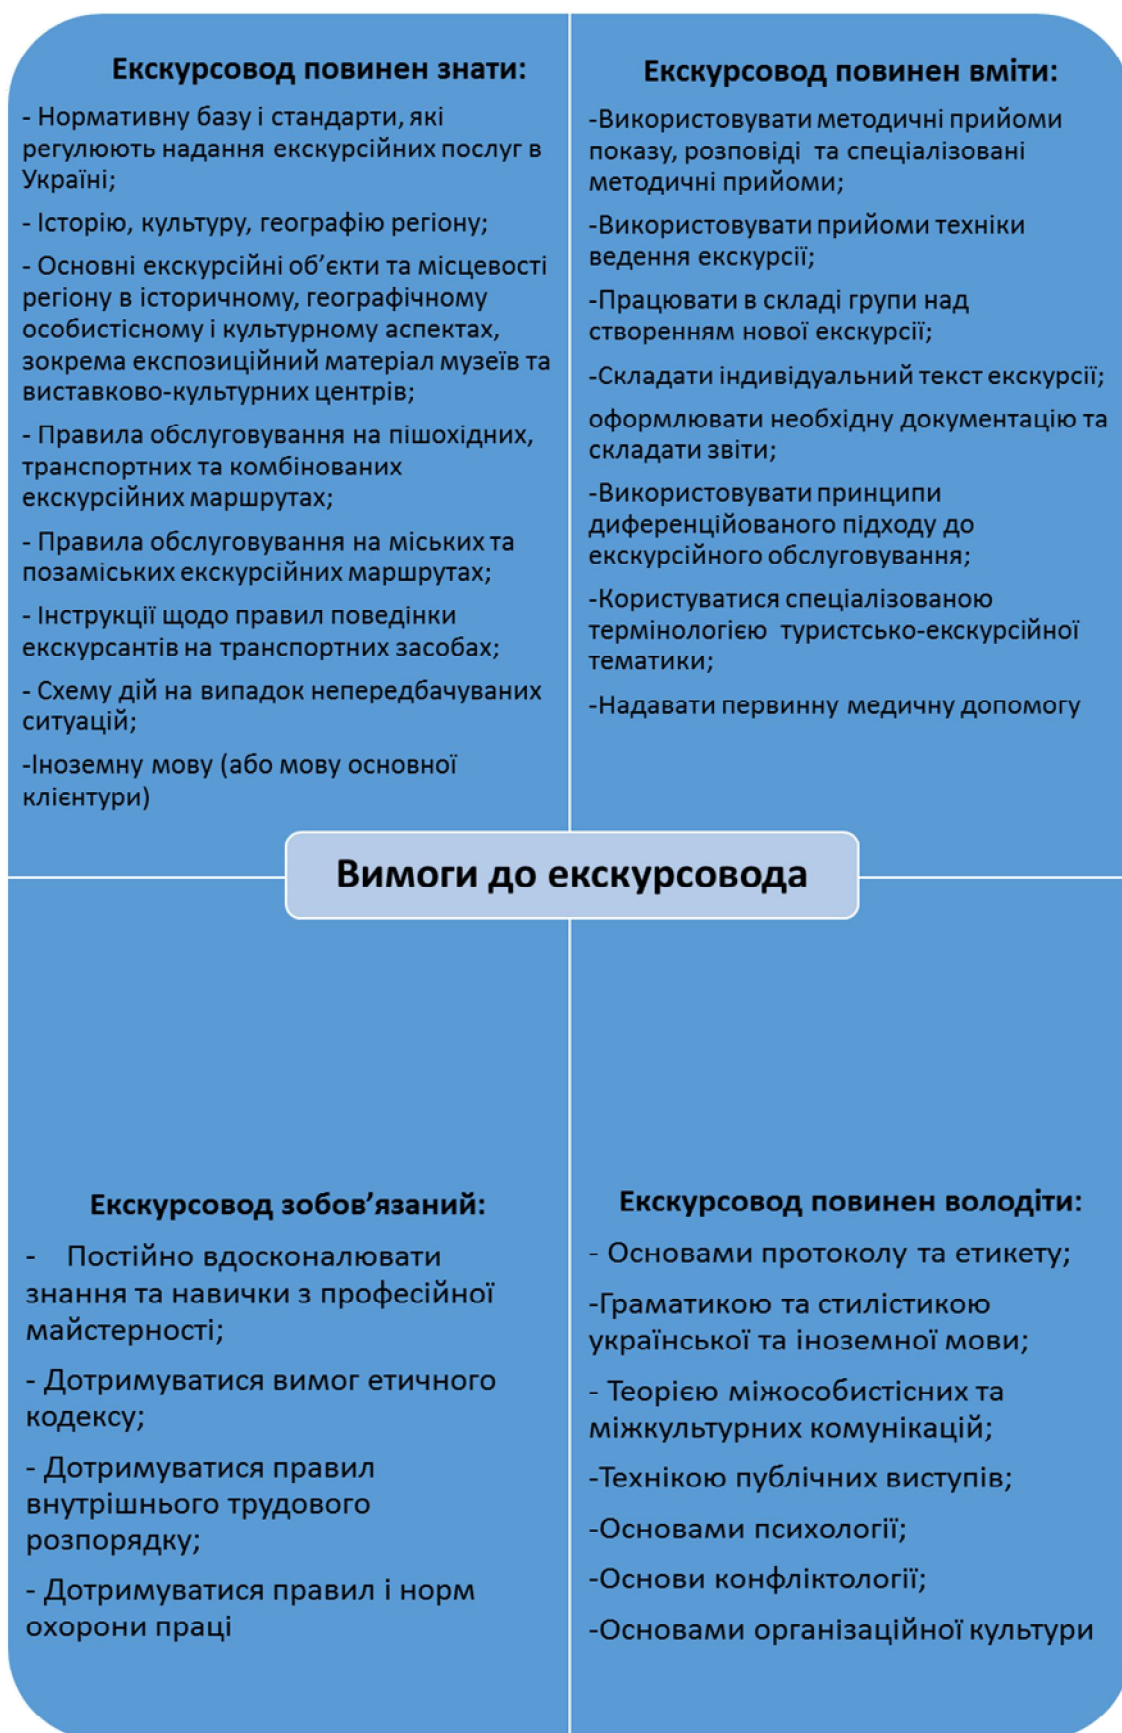 Екскурсовод повинен знати:
- Нормативну базу і стандарти, які
регулюють надання екскурсійних послуг в
Україні;
- Історію, культуру, географію регіону;
- Основні екскурсійні об’єкти та місцевості
регіону в історичному, географічному
особистісному і культурному аспектах,
зокрема експозиційний матеріал музеїв та
виставково-культурних центрів;
- Правила обслуговування на пішохідних,
транспортних та комбінованих
екскурсійних маршрутах;
- Правила обслуговування на міських та
позаміських екскурсійних маршрутах;
- Інструкції щодо правил поведінки
екскурсантів на транспортних засобах;
- Схему дій на випадок непередбачуваних
ситуацій;
-Іноземну мову (або мову основної
клієнтури)
Екскурсовод повинен вміти:
-Використовувати методичні прийоми
показу, розповіді та спеціалізовані
методичні прийоми;
-Використовувати прийоми техніки
ведення екскурсії;
-Працювати в складі групи над
створенням нової екскурсії;
-Складати індивідуальний текст екскурсії;
оформлювати необхідну документацію та
складати звіти;
-Використовувати принципи
диференційованого підходу до
екскурсійного обслуговування;
-Користуватися спеціалізованою
термінологією туристсько-екскурсійної
тематики;
-Надавати первинну медичну допомогу
Вимоги до екскурсовода
Екскурсовод зобов’язаний:
- Постійно вдосконалювати
знання та навички з професійної
майстерності;
- Дотримуватися вимог етичного
кодексу;
- Дотримуватися правил
внутрішнього трудового
розпорядку;
- Дотримуватися правил і норм
охорони праці
Екскурсовод повинен володіти:
- Основами протоколу та етикету;
-Граматикою та стилістикою
української та іноземної мови;
- Теорією міжособистісних та
міжкультурних комунікацій;
-Технікою публічних виступів;
-Основами психології;
-Основи конфліктології;
-Основами організаційної культури